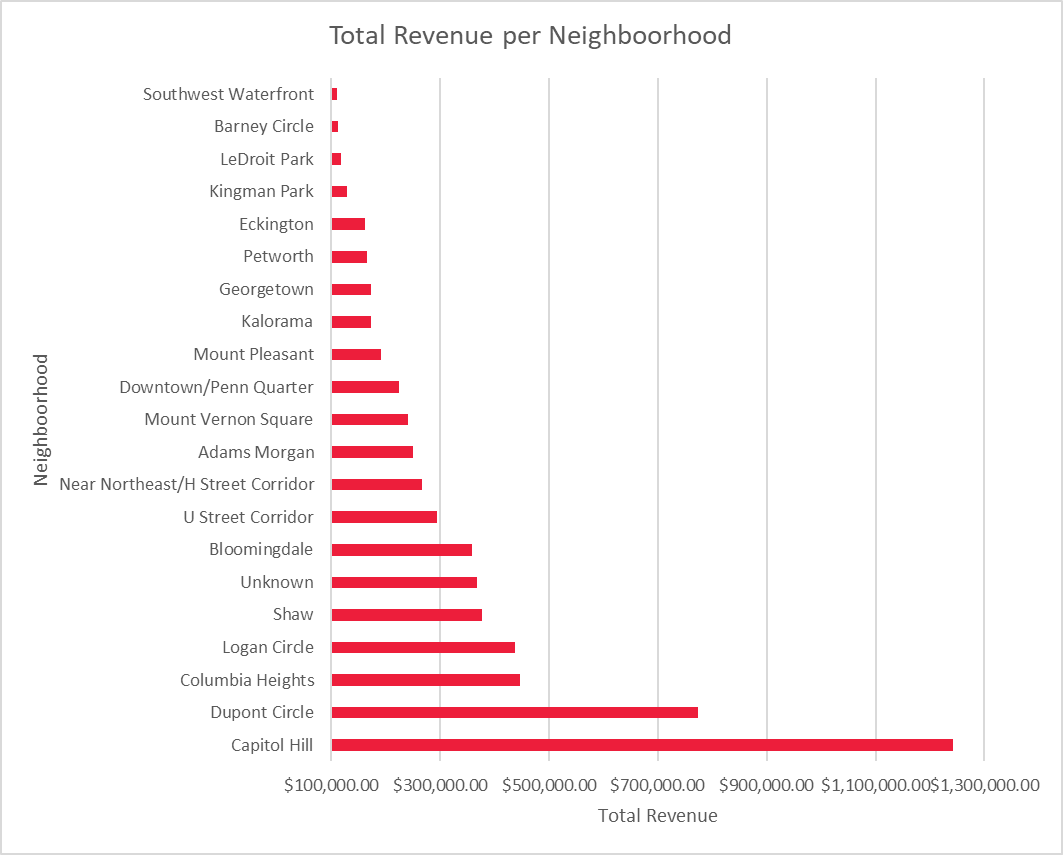 Total Revenue per Neighboorhood
Neighboorhood
Southwest Waterfront
Barney Circle
LeDroit Park
Kingman Park
Eckington
Petworth
Georgetown
Kalorama
Mount Pleasant
Downtown/Penn Quarter
Mount Vernon Square
Adams Morgan
Near Northeast/H Street Corridor
U Street Corridor
Bloomingdale
Unknown
Shaw
Logan Circle
Columbia Heights
Dupont Circle
Capitol Hill
$100,000.00 $300,000.00 $500,000.00 $700,000.00 $900,000.00 $1,100,000.00 $1,300,000.00
Total Revenue